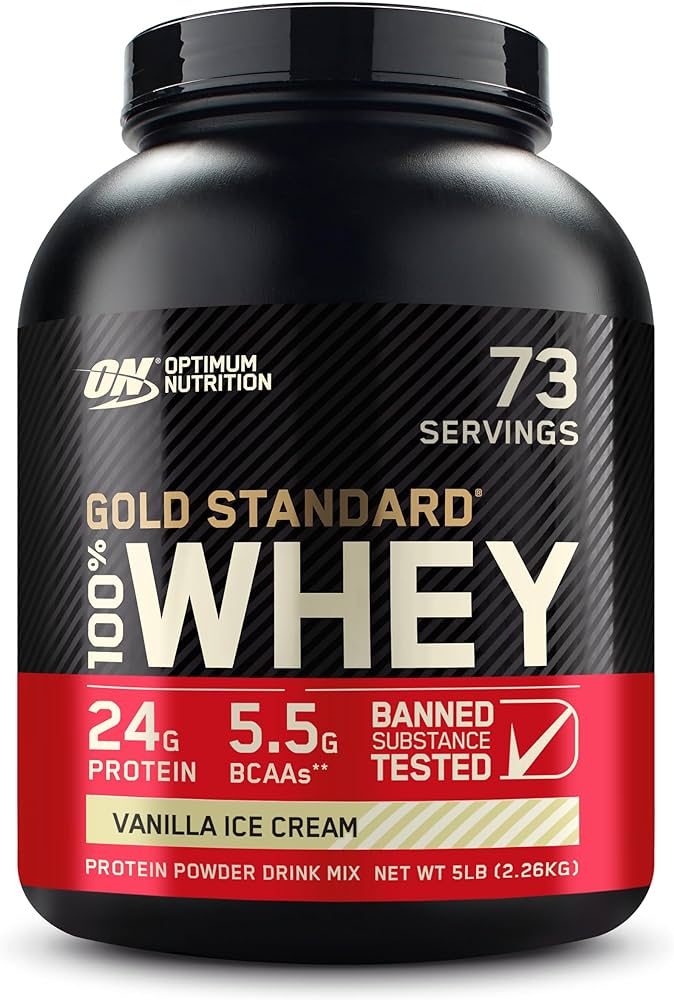 ON® OPTIMUM
NUTRITION
73
SERVINGS
GOLD STANDARD®
100% WHEY
24G
PROTEIN
5.5G
BCAAs**
BANNED
SUBSTANCE
TESTED
VANILLA ICE CREAM
PROTEIN POWDER DRINK MIX NET WT 5LB (2.26KG)